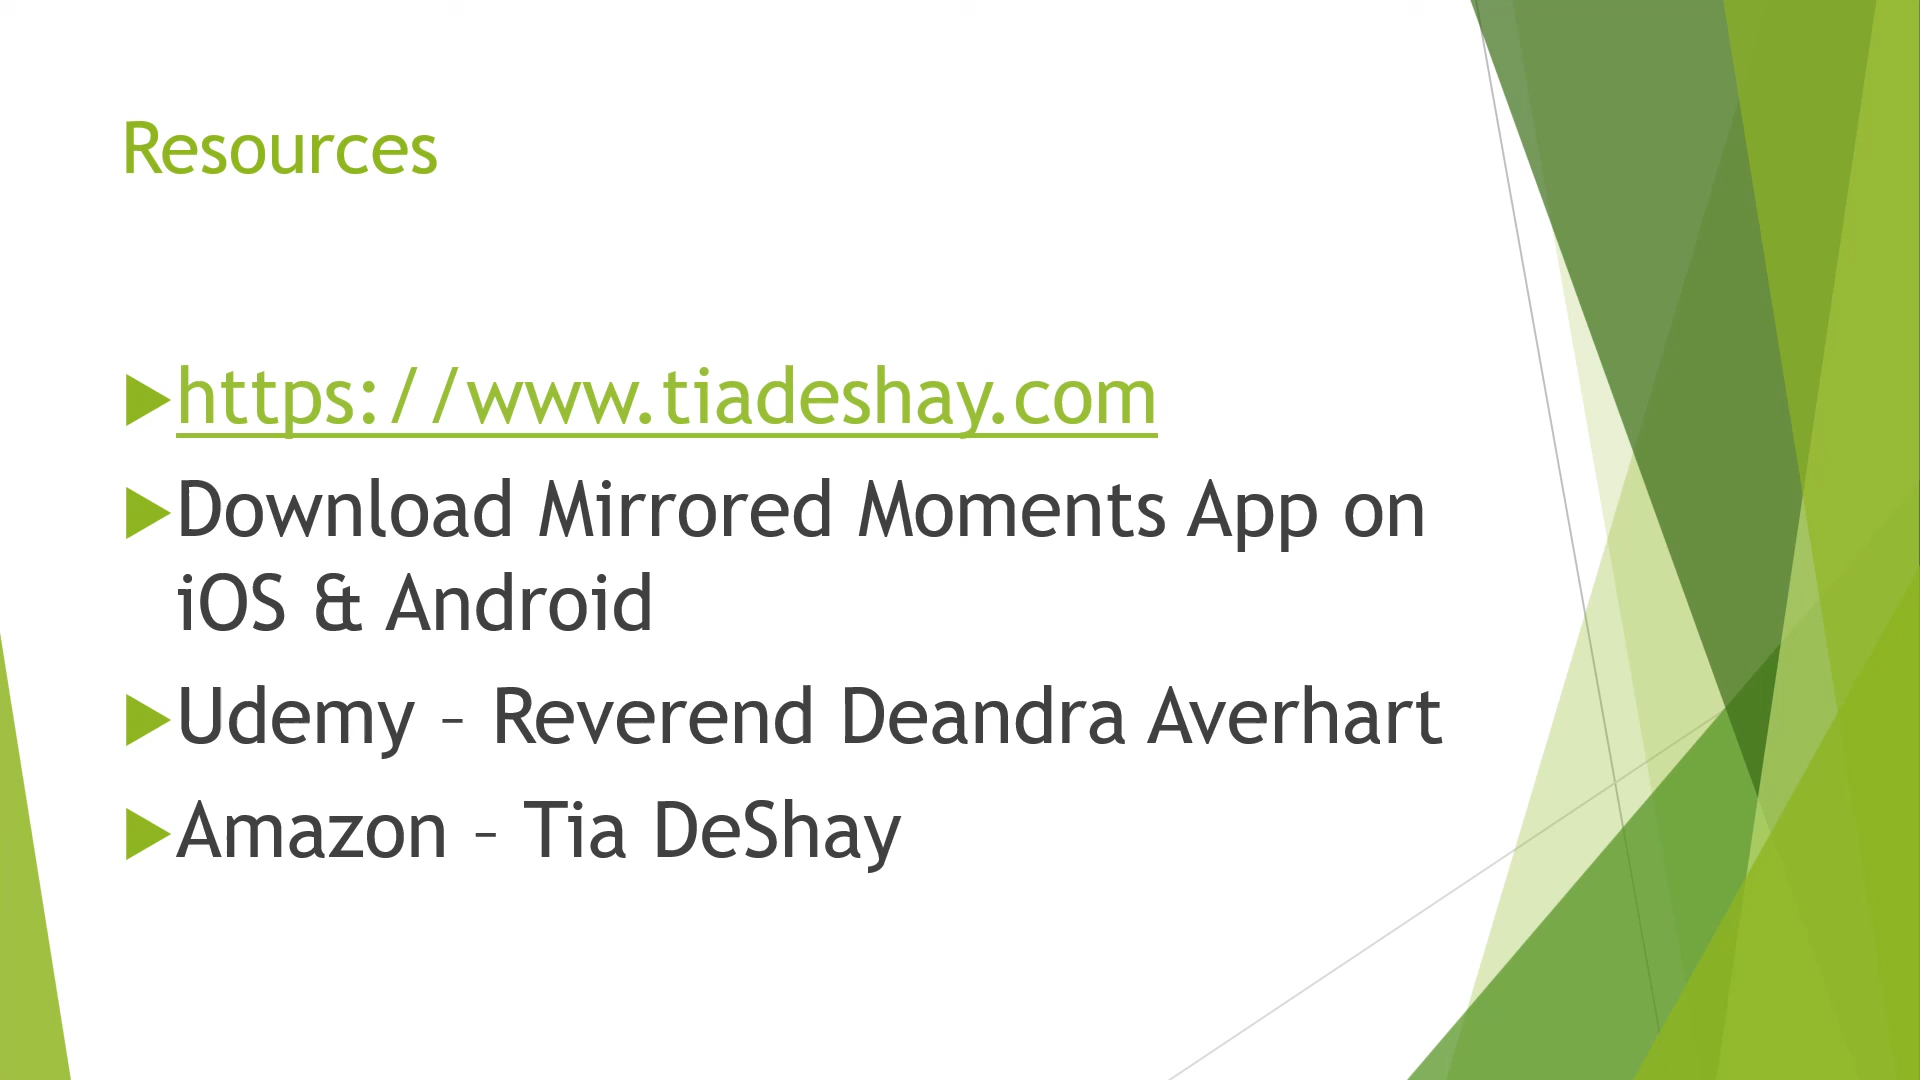 Resources
https://www.tiadeshay.com
Download Mirrored Moments App on
iOS & Android
Udemy – Reverend Deandra Averhart
Amazon – Tia DeShay